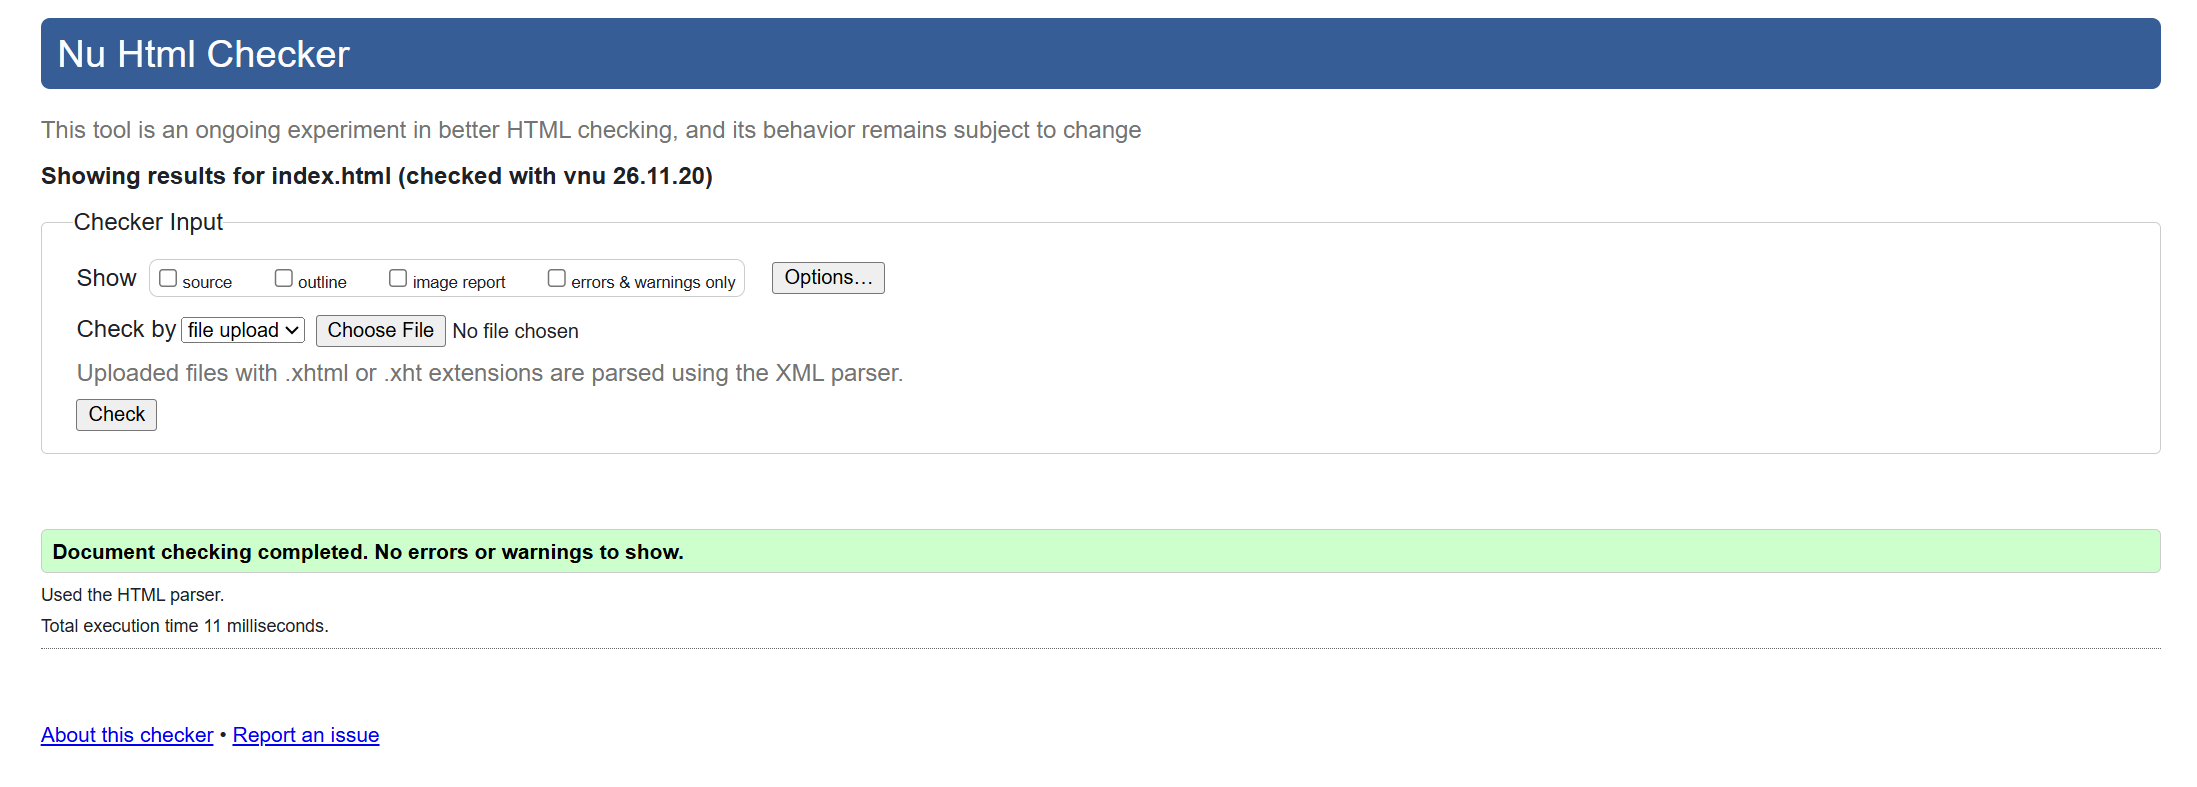 Nu Html Checker
This tool is an ongoing experiment in better HTML checking, and its behavior remains subject to change
Showing results for index.html (checked with vnu 26.11.20)
Checker Input
Show source outline image report errors & warnings only Options…
Check by file upload Choose File No file chosen
Uploaded files with .xhtml or .xht extensions are parsed using the XML parser.
Check
Document checking completed. No errors or warnings to show.
Used the HTML parser.
Total execution time 11 milliseconds.
About this checker • Report an issue